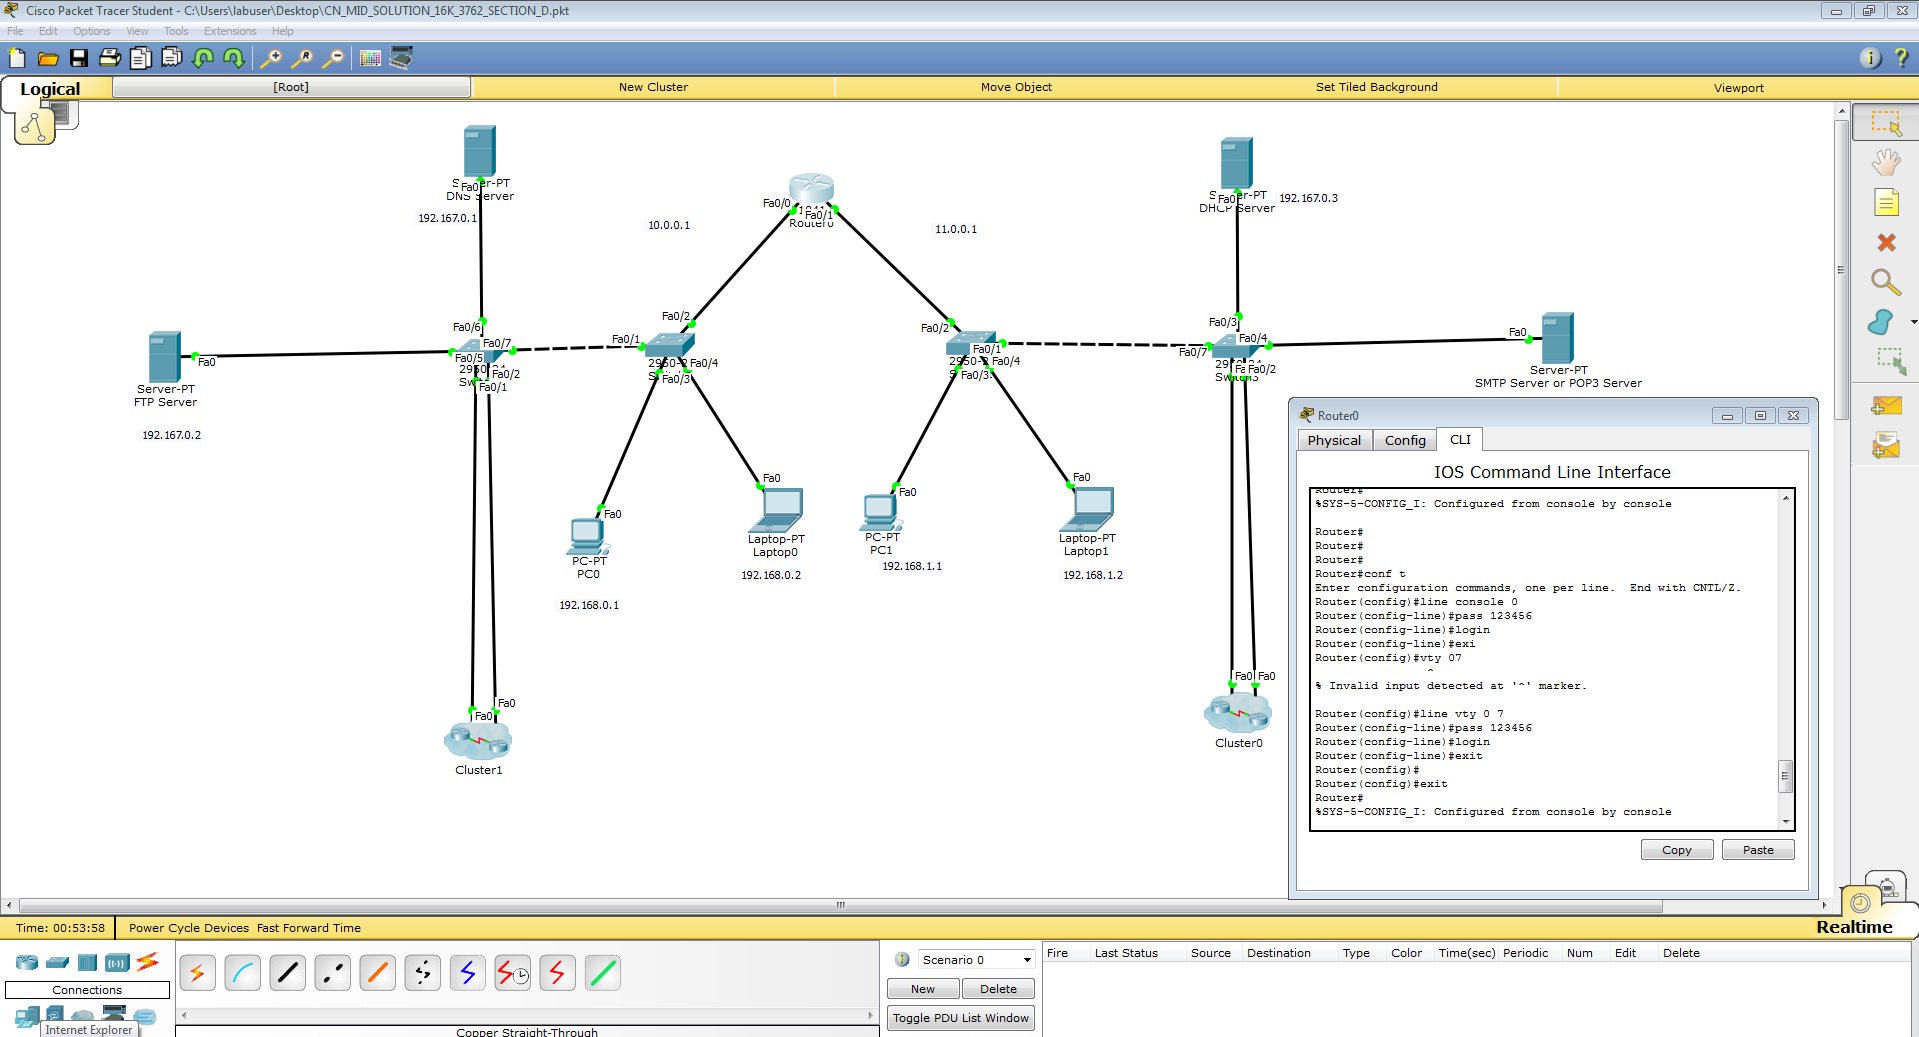 Cisco Packet Tracer Student - C:\Users\labuser\Desktop\CN_MID_SOLUTION_16K_3762_SECTION_D.pkt
File Edit Options View Tools Extensions Help
Logical
[Root]
New Cluster
Move Object
Set Tiled Background
Viewport
Fa0
DNS Server
192.167.0.1
Fa0/6
Fa0/5
Fa0/7
Fa0/2
Fa0/1
Fa0
Server-PT
FTP Server
192.167.0.2
Fa0
Fa0
Cluster1
10.0.0.1
Fa0/0
Fa0/1
Router0
11.0.0.1
Fa0/2
Fa0/1
Fa0/4
Fa0/3
Fa0
PC-PT
PC0
192.168.0.1
Fa0
Laptop-PT
Laptop0
192.168.0.2
Fa0/2
Fa0/1
Fa0/4
Fa0/3
Fa0
PC-PT
PC1
192.168.1.1
Fa0
Laptop-PT
Laptop1
192.168.1.2
Fa0
DHCP Server
192.167.0.3
Fa0/3
Fa0/4
Fa0/7
Fa0/2
Fa0
Server-PT
SMTP Server or POP3 Server
Fa0
Fa0
Cluster0
Router0
Physical
Config
CLI
IOS Command Line Interface
Router#
%SYS-5-CONFIG_I: Configured from console by console
Router#
Router#
Router#
Router#conf t
Enter configuration commands, one per line.  End with CNTL/Z.
Router(config)#line console 0
Router(config-line)#pass 123456
Router(config-line)#login
Router(config-line)#exi
Router(config)#vty 07
^
% Invalid input detected at '^' marker.
Router(config)#line vty 0 7
Router(config-line)#pass 123456
Router(config-line)#login
Router(config-line)#exit
Router(config)#
Router(config)#exit
Router#
%SYS-5-CONFIG_I: Configured from console by console
Copy
Paste
Time: 00:53:58
Power Cycle Devices Fast Forward Time
Realtime
Connections
Internet Explorer
Copper Straight-Through
Scenario 0
New
Delete
Toggle PDU List Window
Fire Last Status Source Destination Type Color Time(sec) Periodic Num Edit Delete